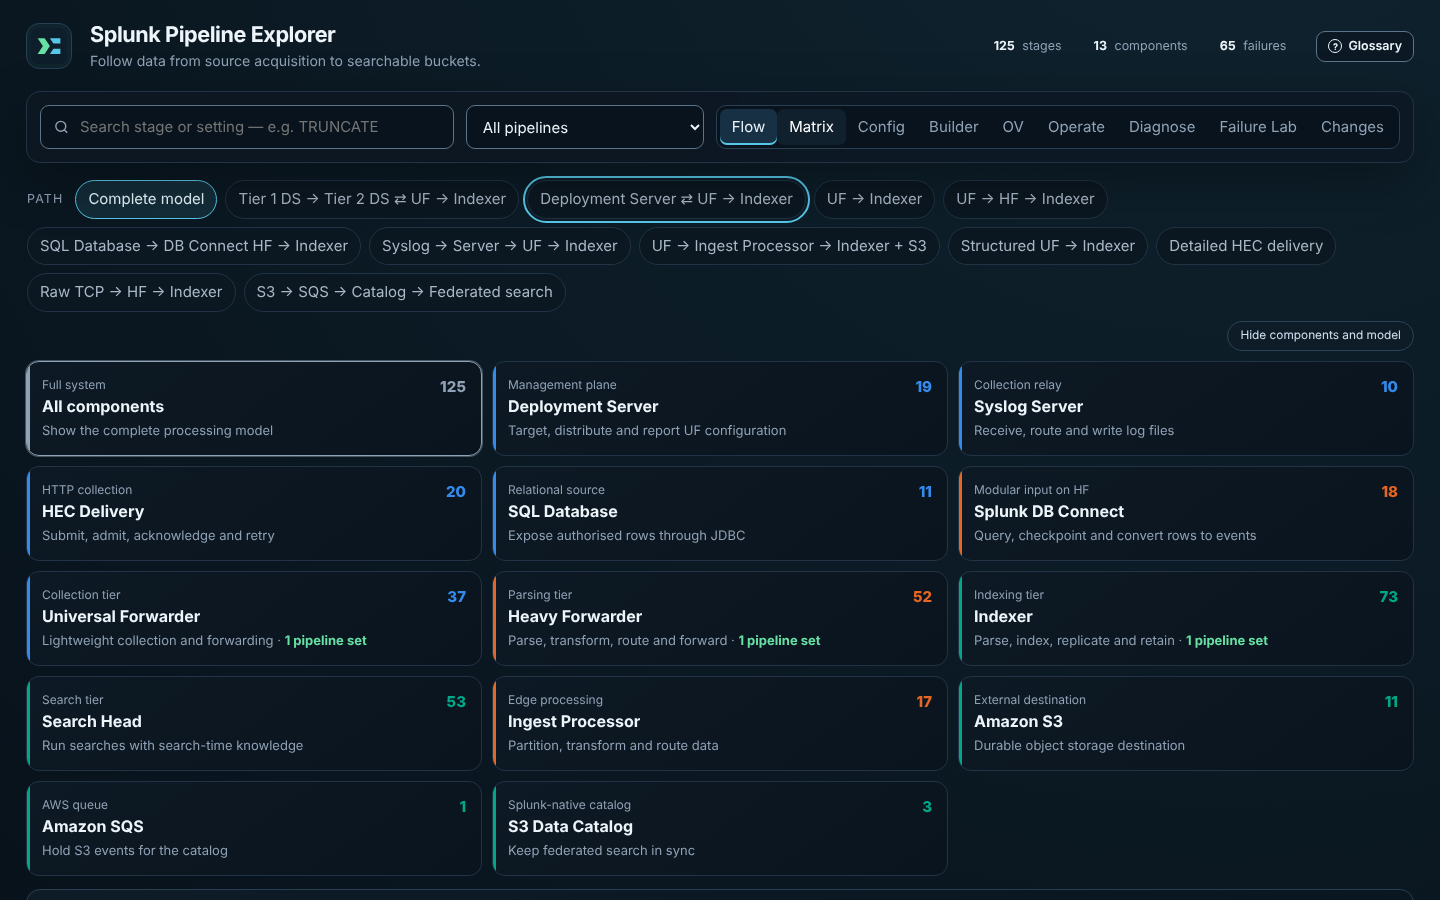 Splunk Pipeline Explorer
Follow data from source acquisition to searchable buckets.
125 stages
13 components
65 failures
? Glossary
Search stage or setting — e.g. TRUNCATE
All pipelines
Flow
Matrix
Config
Builder
OV
Operate
Diagnose
Failure Lab
Changes
PATH
Complete model
Tier 1 DS → Tier 2 DS ⇄ UF → Indexer
Deployment Server ⇄ UF → Indexer
UF → Indexer
UF → HF → Indexer
SQL Database → DB Connect HF → Indexer
Syslog → Server → UF → Indexer
UF → Ingest Processor → Indexer + S3
Structured UF → Indexer
Detailed HEC delivery
Raw TCP → HF → Indexer
S3 → SQS → Catalog → Federated search
Hide components and model
Full system
125
All components
Show the complete processing model
Management plane
19
Deployment Server
Target, distribute and report UF configuration
Collection relay
10
Syslog Server
Receive, route and write log files
HTTP collection
20
HEC Delivery
Submit, admit, acknowledge and retry
Relational source
11
SQL Database
Expose authorised rows through JDBC
Modular input on HF
18
Splunk DB Connect
Query, checkpoint and convert rows to events
Collection tier
37
Universal Forwarder
Lightweight collection and forwarding · 1 pipeline set
Parsing tier
52
Heavy Forwarder
Parse, transform, route and forward · 1 pipeline set
Indexing tier
73
Indexer
Parse, index, replicate and retain · 1 pipeline set
Search tier
53
Search Head
Run searches with search-time knowledge
Edge processing
17
Ingest Processor
Partition, transform and route data
External destination
11
Amazon S3
Durable object storage destination
AWS queue
1
Amazon SQS
Hold S3 events for the catalog
Splunk-native catalog
3
S3 Data Catalog
Keep federated search in sync